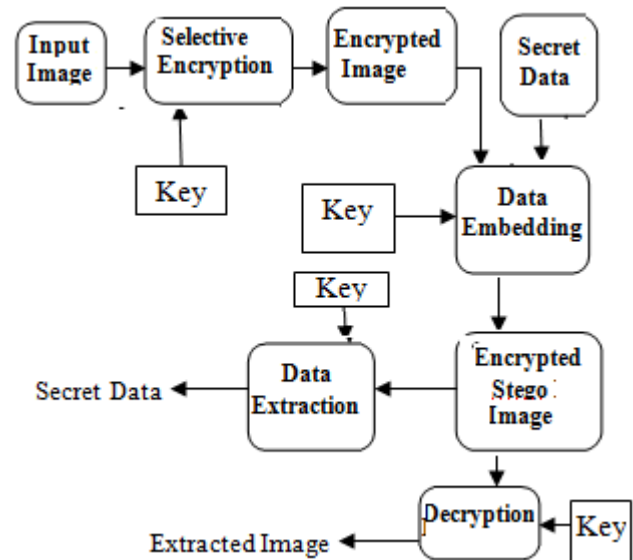 Input
Image
Selective
Encryption
Encrypted
Image
Secret
Data
Key
Key
Data
Embedding
Key
Secret Data
Data
Extraction
Encrypted
Stego
Image
Decryption
Key
Extracted Image